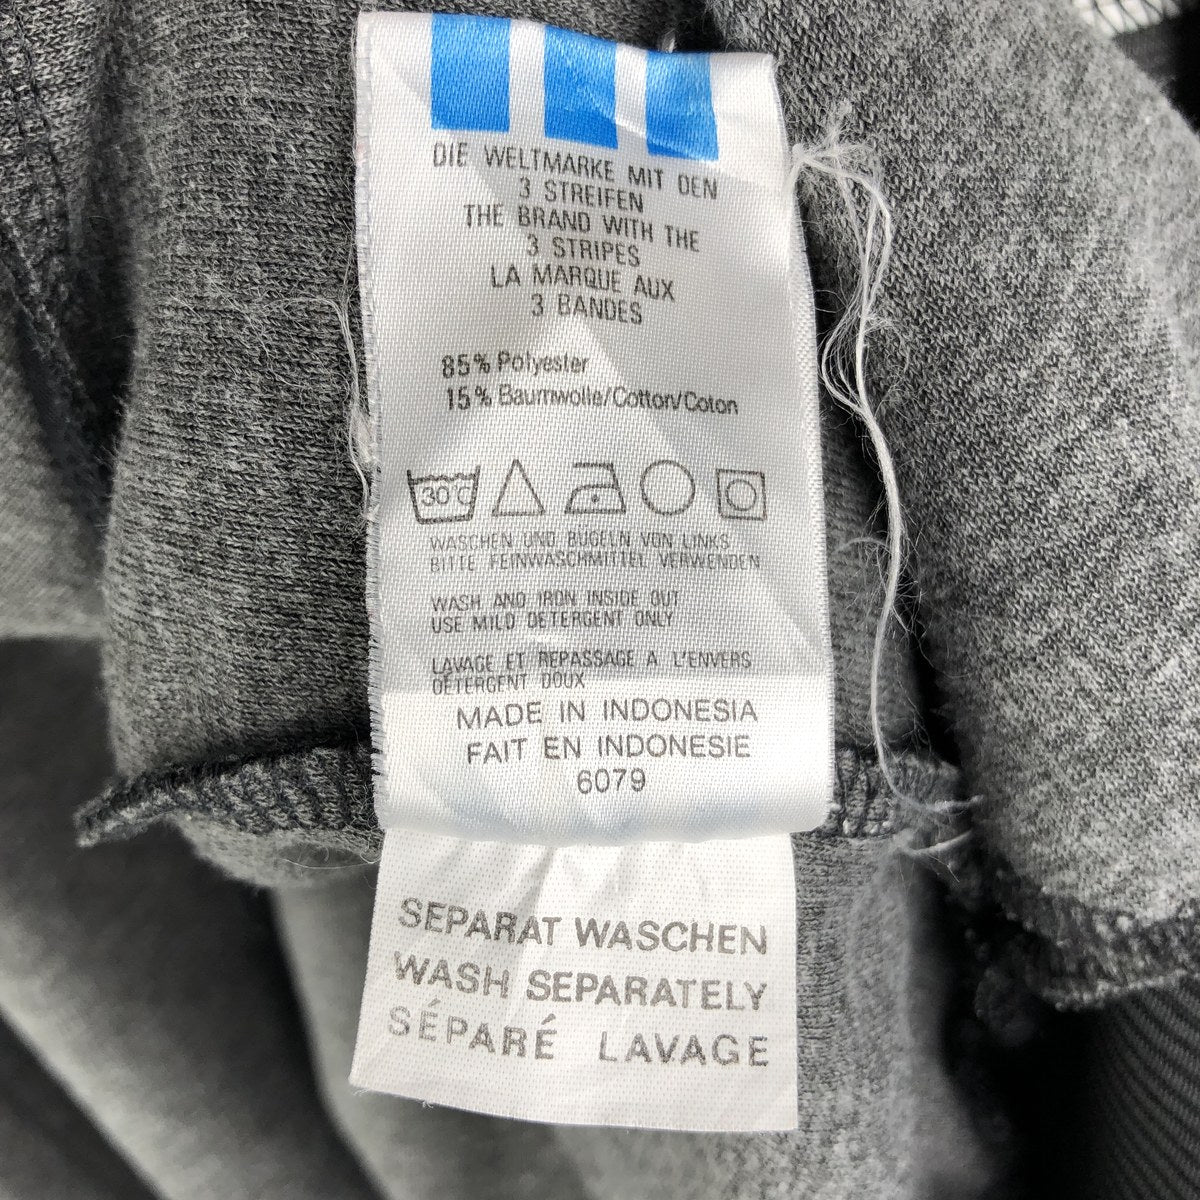 DIE WELTMARKE MIT DEN
3 STREIFEN
THE BRAND WITH THE
3 STRIPES
LA MARQUE AUX
3 BANDES
85% Polyester
15% Baumwolle/Cotton/Coton
30°C
WASCHEN UND BÜGELN VON LINKS
BITTE FEINWASCHMITTEL VERWENDEN
WASH AND IRON INSIDE OUT
USE MILD DETERGENT ONLY
LAVAGE ET REPASSAGE A L'ENVERS
DÉTERGENT DOUX
MADE IN INDONESIA
FAIT EN INDONESIE
6079
SEPARAT WASCHEN
WASH SEPARATELY
SÉPARÉ LAVAGE